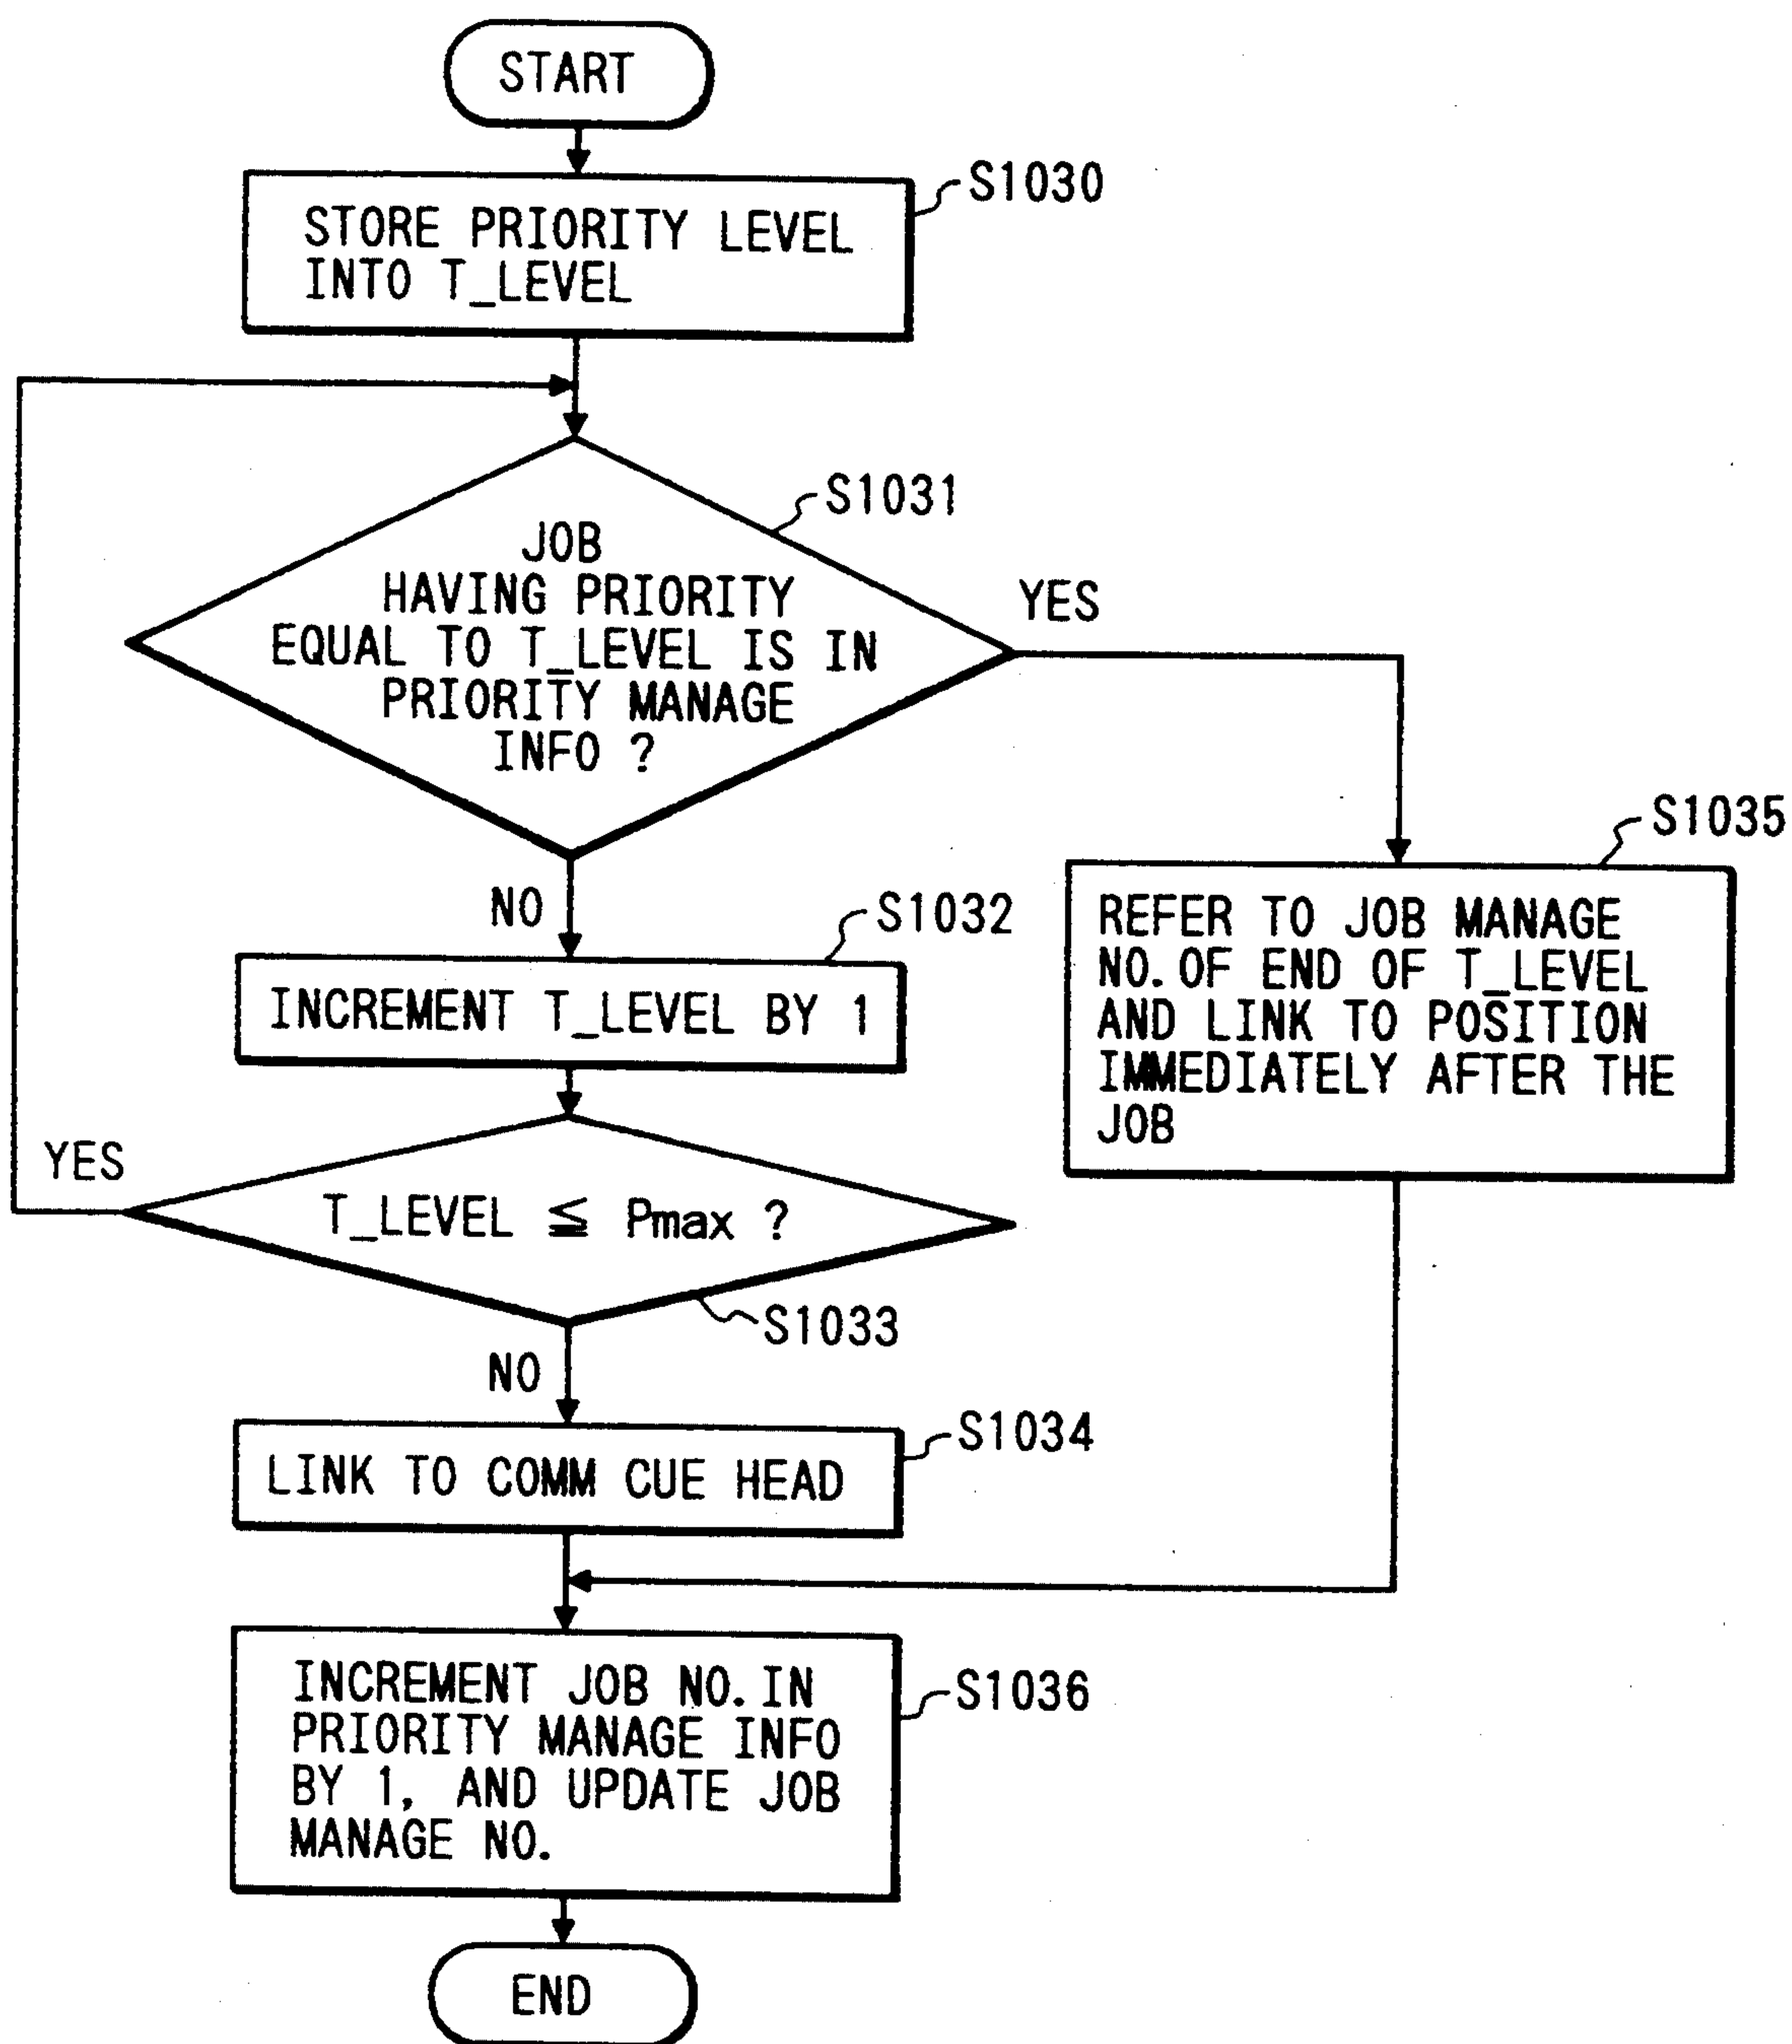 START
S1030
STORE PRIORITY LEVEL
INTO T_LEVEL
S1031
JOB
HAVING PRIORITY
EQUAL TO T_LEVEL IS IN
PRIORITY MANAGE
INFO ?
YES
NO
S1032
INCREMENT T_LEVEL BY 1
S1035
REFER TO JOB MANAGE
NO. OF END OF T_LEVEL
AND LINK TO POSITION
IMMEDIATELY AFTER THE
JOB
YES
T_LEVEL ≦ Pmax ?
S1033
NO
S1034
LINK TO COMM CUE HEAD
INCREMENT JOB NO. IN
PRIORITY MANAGE INFO
BY 1, AND UPDATE JOB
MANAGE NO.
S1036
END